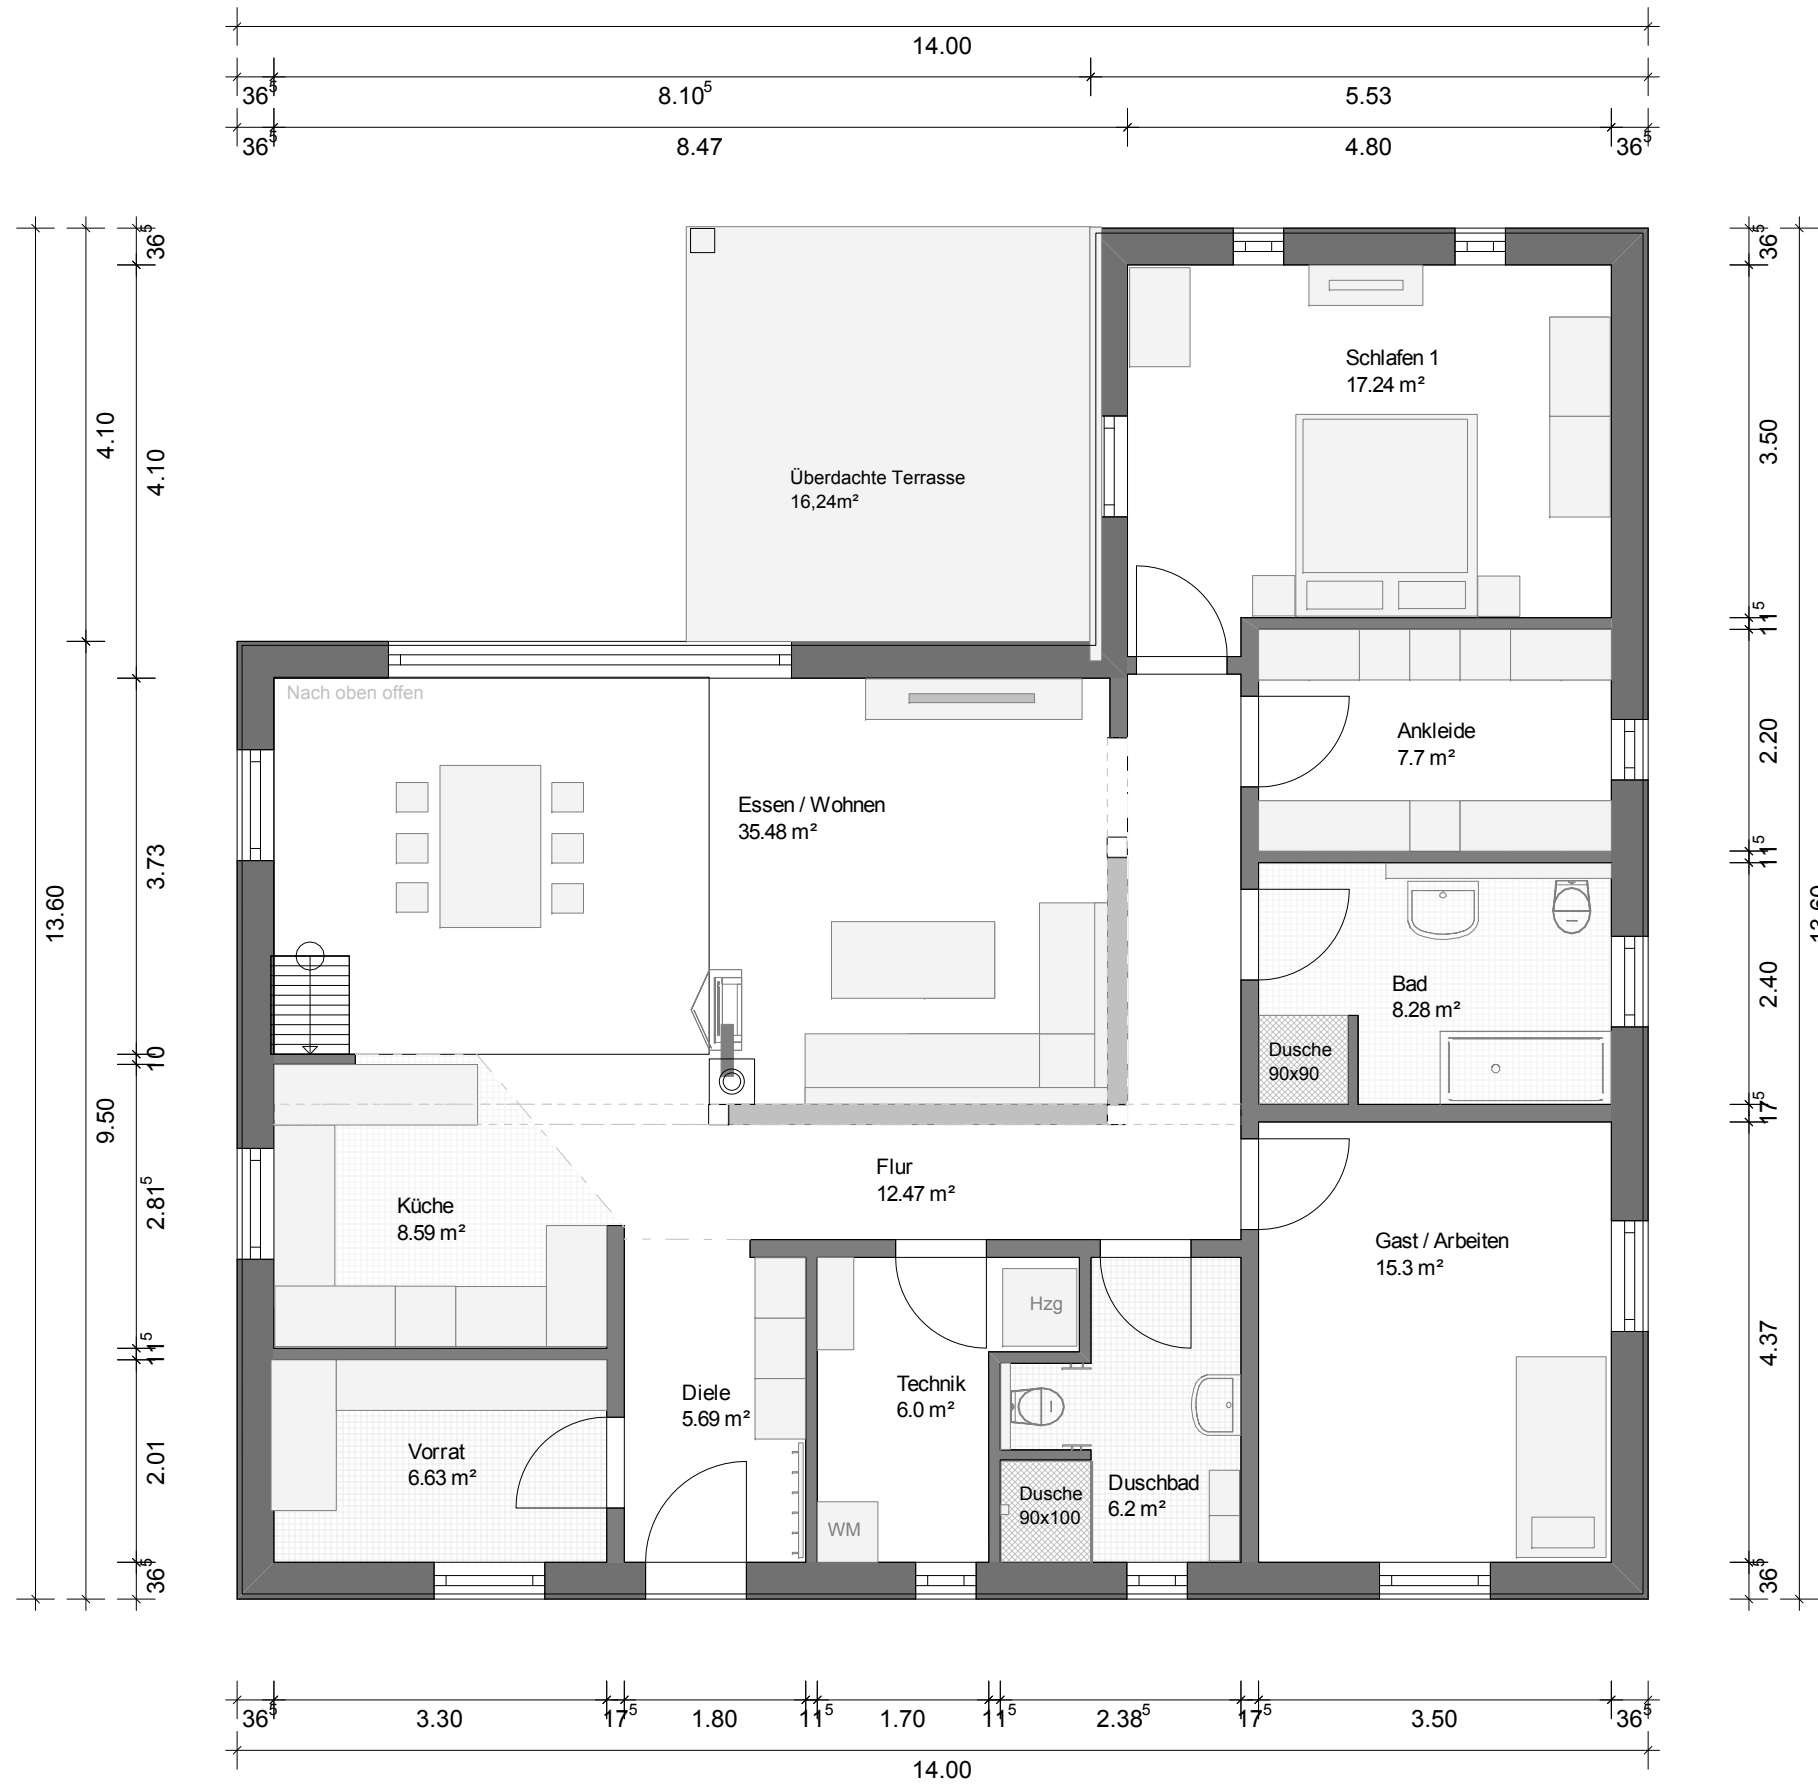 14.00
36⁵ 8.10⁵ 5.53
36⁵ 8.47 4.80 36⁵
36⁵
4.10
4.10
3.73
13.60
10
9.50
2.81⁵
11⁵
2.01
36⁵
Schlafen 1
17.24 m²
Überdachte Terrasse
16,24m²
Nach oben offen
Ankleide
7.7 m²
Essen / Wohnen
35.48 m²
Bad
8.28 m²
Dusche
90x90
Flur
12.47 m²
Küche
8.59 m²
Gast / Arbeiten
15.3 m²
Hzg
Diele
5.69 m²
Technik
6.0 m²
Vorrat
6.63 m²
Duschbad
6.2 m²
Dusche
90x100
WM
36⁵
3.50
11⁵
2.20
11⁵
2.40
17⁵
4.37
36⁵
13.60
36⁵ 3.30 17⁵ 1.80 11⁵ 1.70 11⁵ 2.38⁵ 17⁵ 3.50 36⁵
14.00